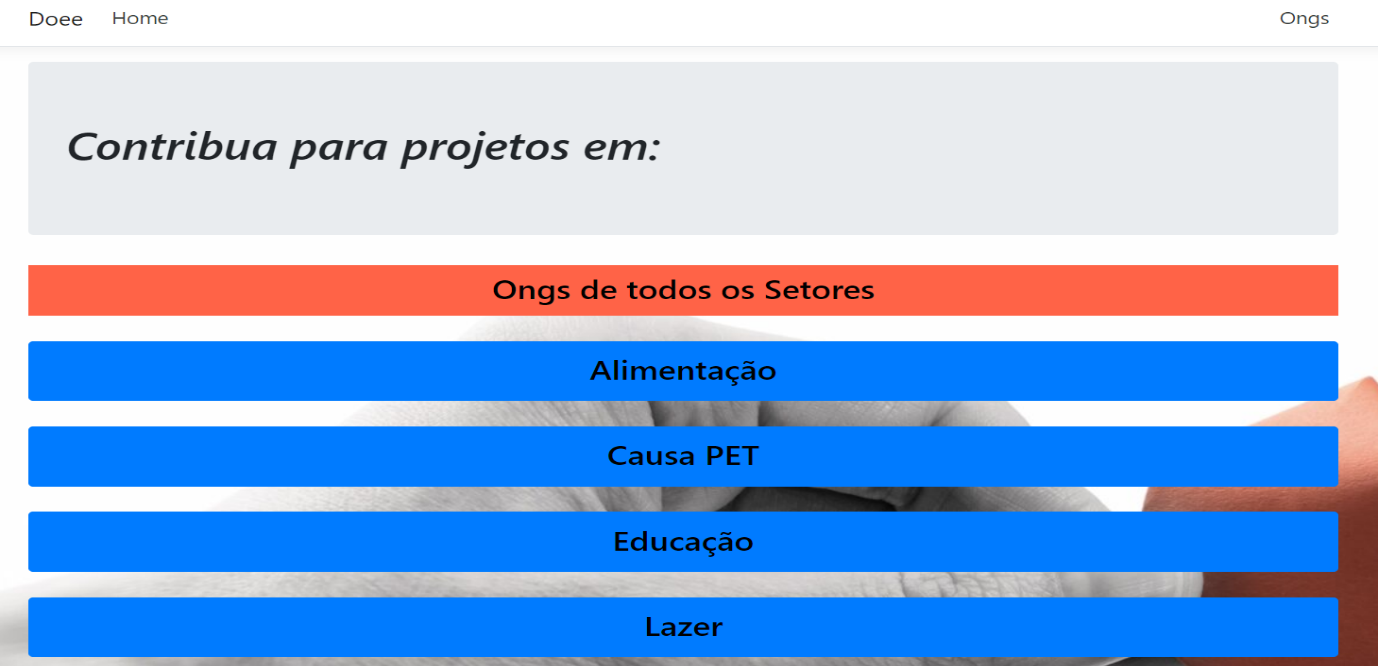 Doee Home Ongs
Contribua para projetos em:
Ongs de todos os Setores
Alimentação
Causa PET
Educação
Lazer